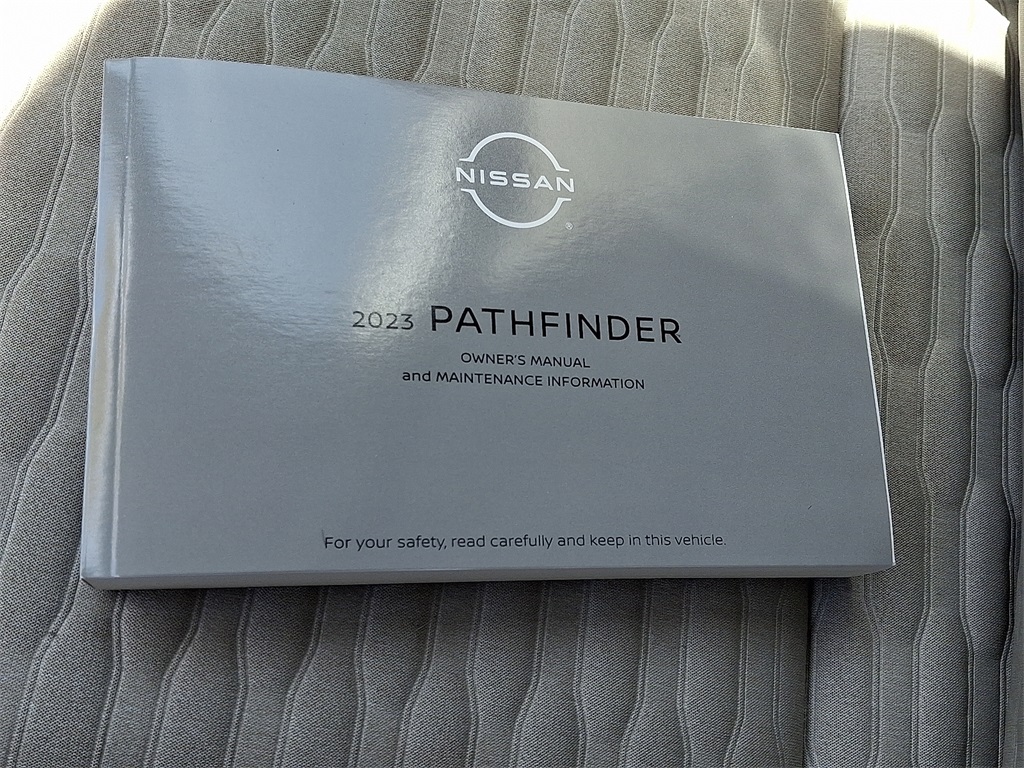 NISSAN
®
2023 PATHFINDER
OWNER'S MANUAL
and MAINTENANCE INFORMATION
For your safety, read carefully and keep in this vehicle.